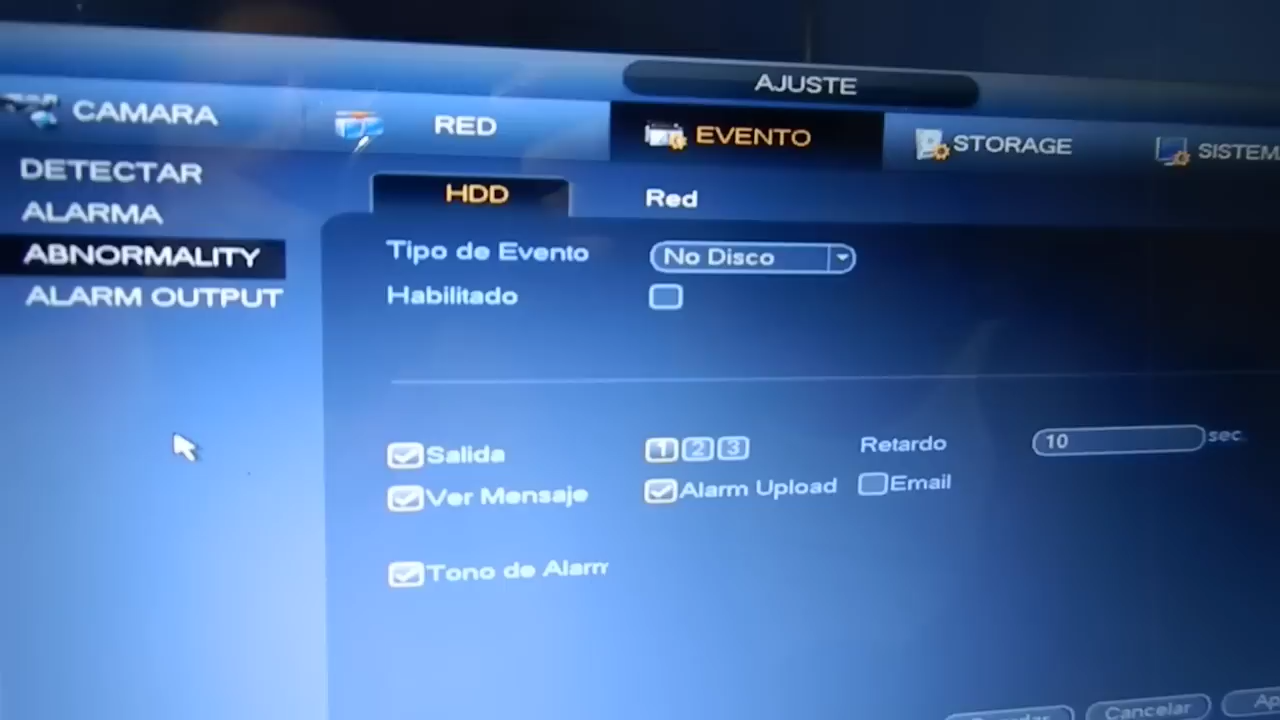 AJUSTE
CAMARA RED EVENTO STORAGE
DETECTAR
ALARMA
ABNORMALITY
ALARM OUTPUT
HDD Red
Tipo de Evento No Disco
Habilitado
Salida 1 2 3 Retardo 10 sec.
Ver Mensaje Alarm Upload Email
Tono de Alarm
Cancelar